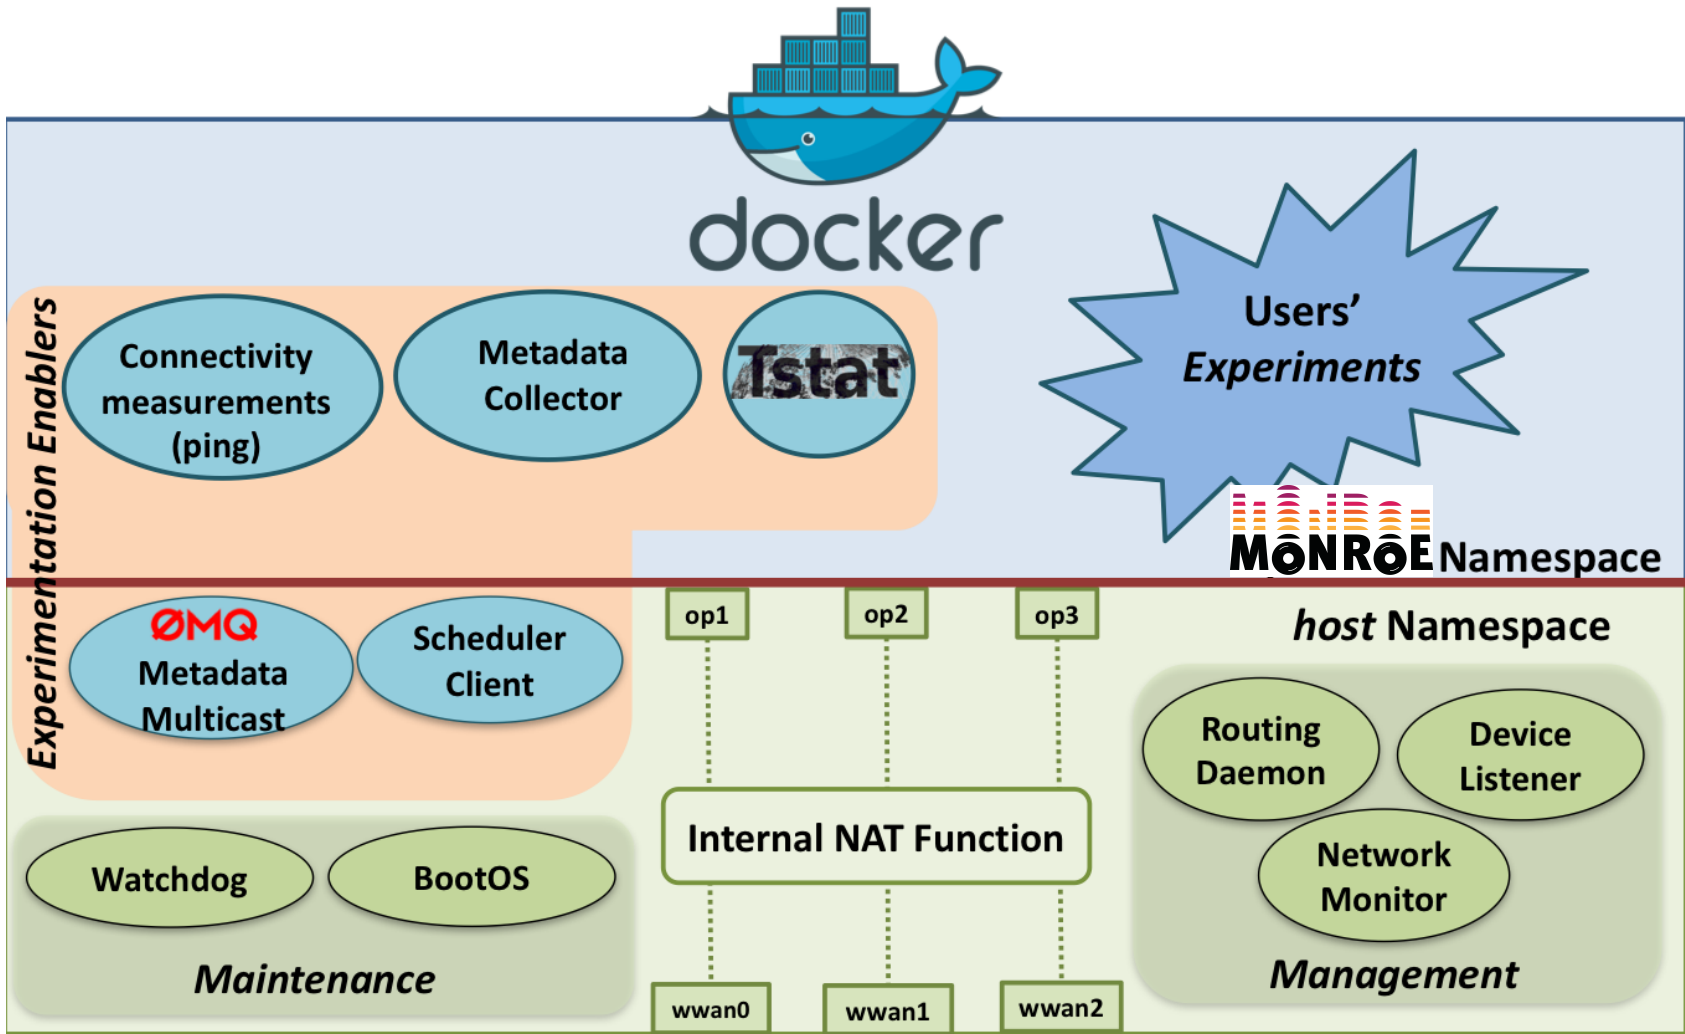 docker
Experimentation Enablers
Connectivity
measurements
(ping)
Metadata
Collector
Tstat
Users’
Experiments
MONROE Namespace
ØMQ
Metadata
Multicast
Scheduler
Client
op1
op2
op3
host Namespace
Routing
Daemon
Device
Listener
Network
Monitor
Management
Internal NAT Function
Watchdog
BootOS
Maintenance
wwan0
wwan1
wwan2